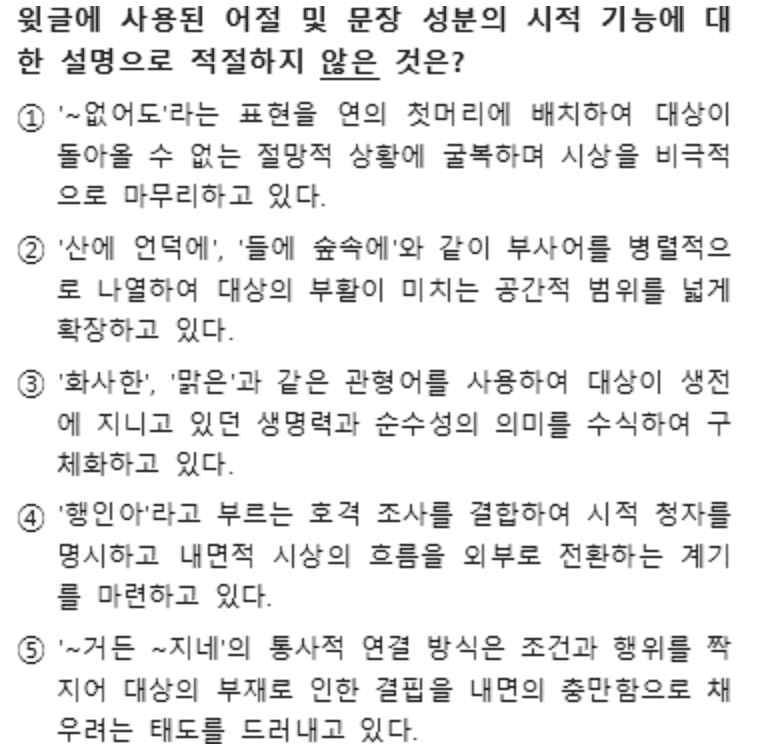 윗글에 사용된 어절 및 문장 성분의 시적 기능에 대
한 설명으로 적절하지 않은 것은?
① '~없어도'라는 표현을 연의 첫머리에 배치하여 대상이
돌아올 수 없는 절망적 상황에 굴복하며 시상을 비극적
으로 마무리하고 있다.
② '산에 언덕에', '들에 숲속에'와 같이 부사어를 병렬적으
로 나열하여 대상의 부활이 미치는 공간적 범위를 넓게
확장하고 있다.
③ '화사한', '맑은'과 같은 관형어를 사용하여 대상이 생전
에 지니고 있던 생명력과 순수성의 의미를 수식하여 구
체화하고 있다.
④ '행인아'라고 부르는 호격 조사를 결합하여 시적 청자를
명시하고 내면적 시상의 흐름을 외부로 전환하는 계기
를 마련하고 있다.
⑤ '~거든 ~지네'의 통사적 연결 방식은 조건과 행위를 짝
지어 대상의 부재로 인한 결핍을 내면의 충만함으로 채
우려는 태도를 드러내고 있다.